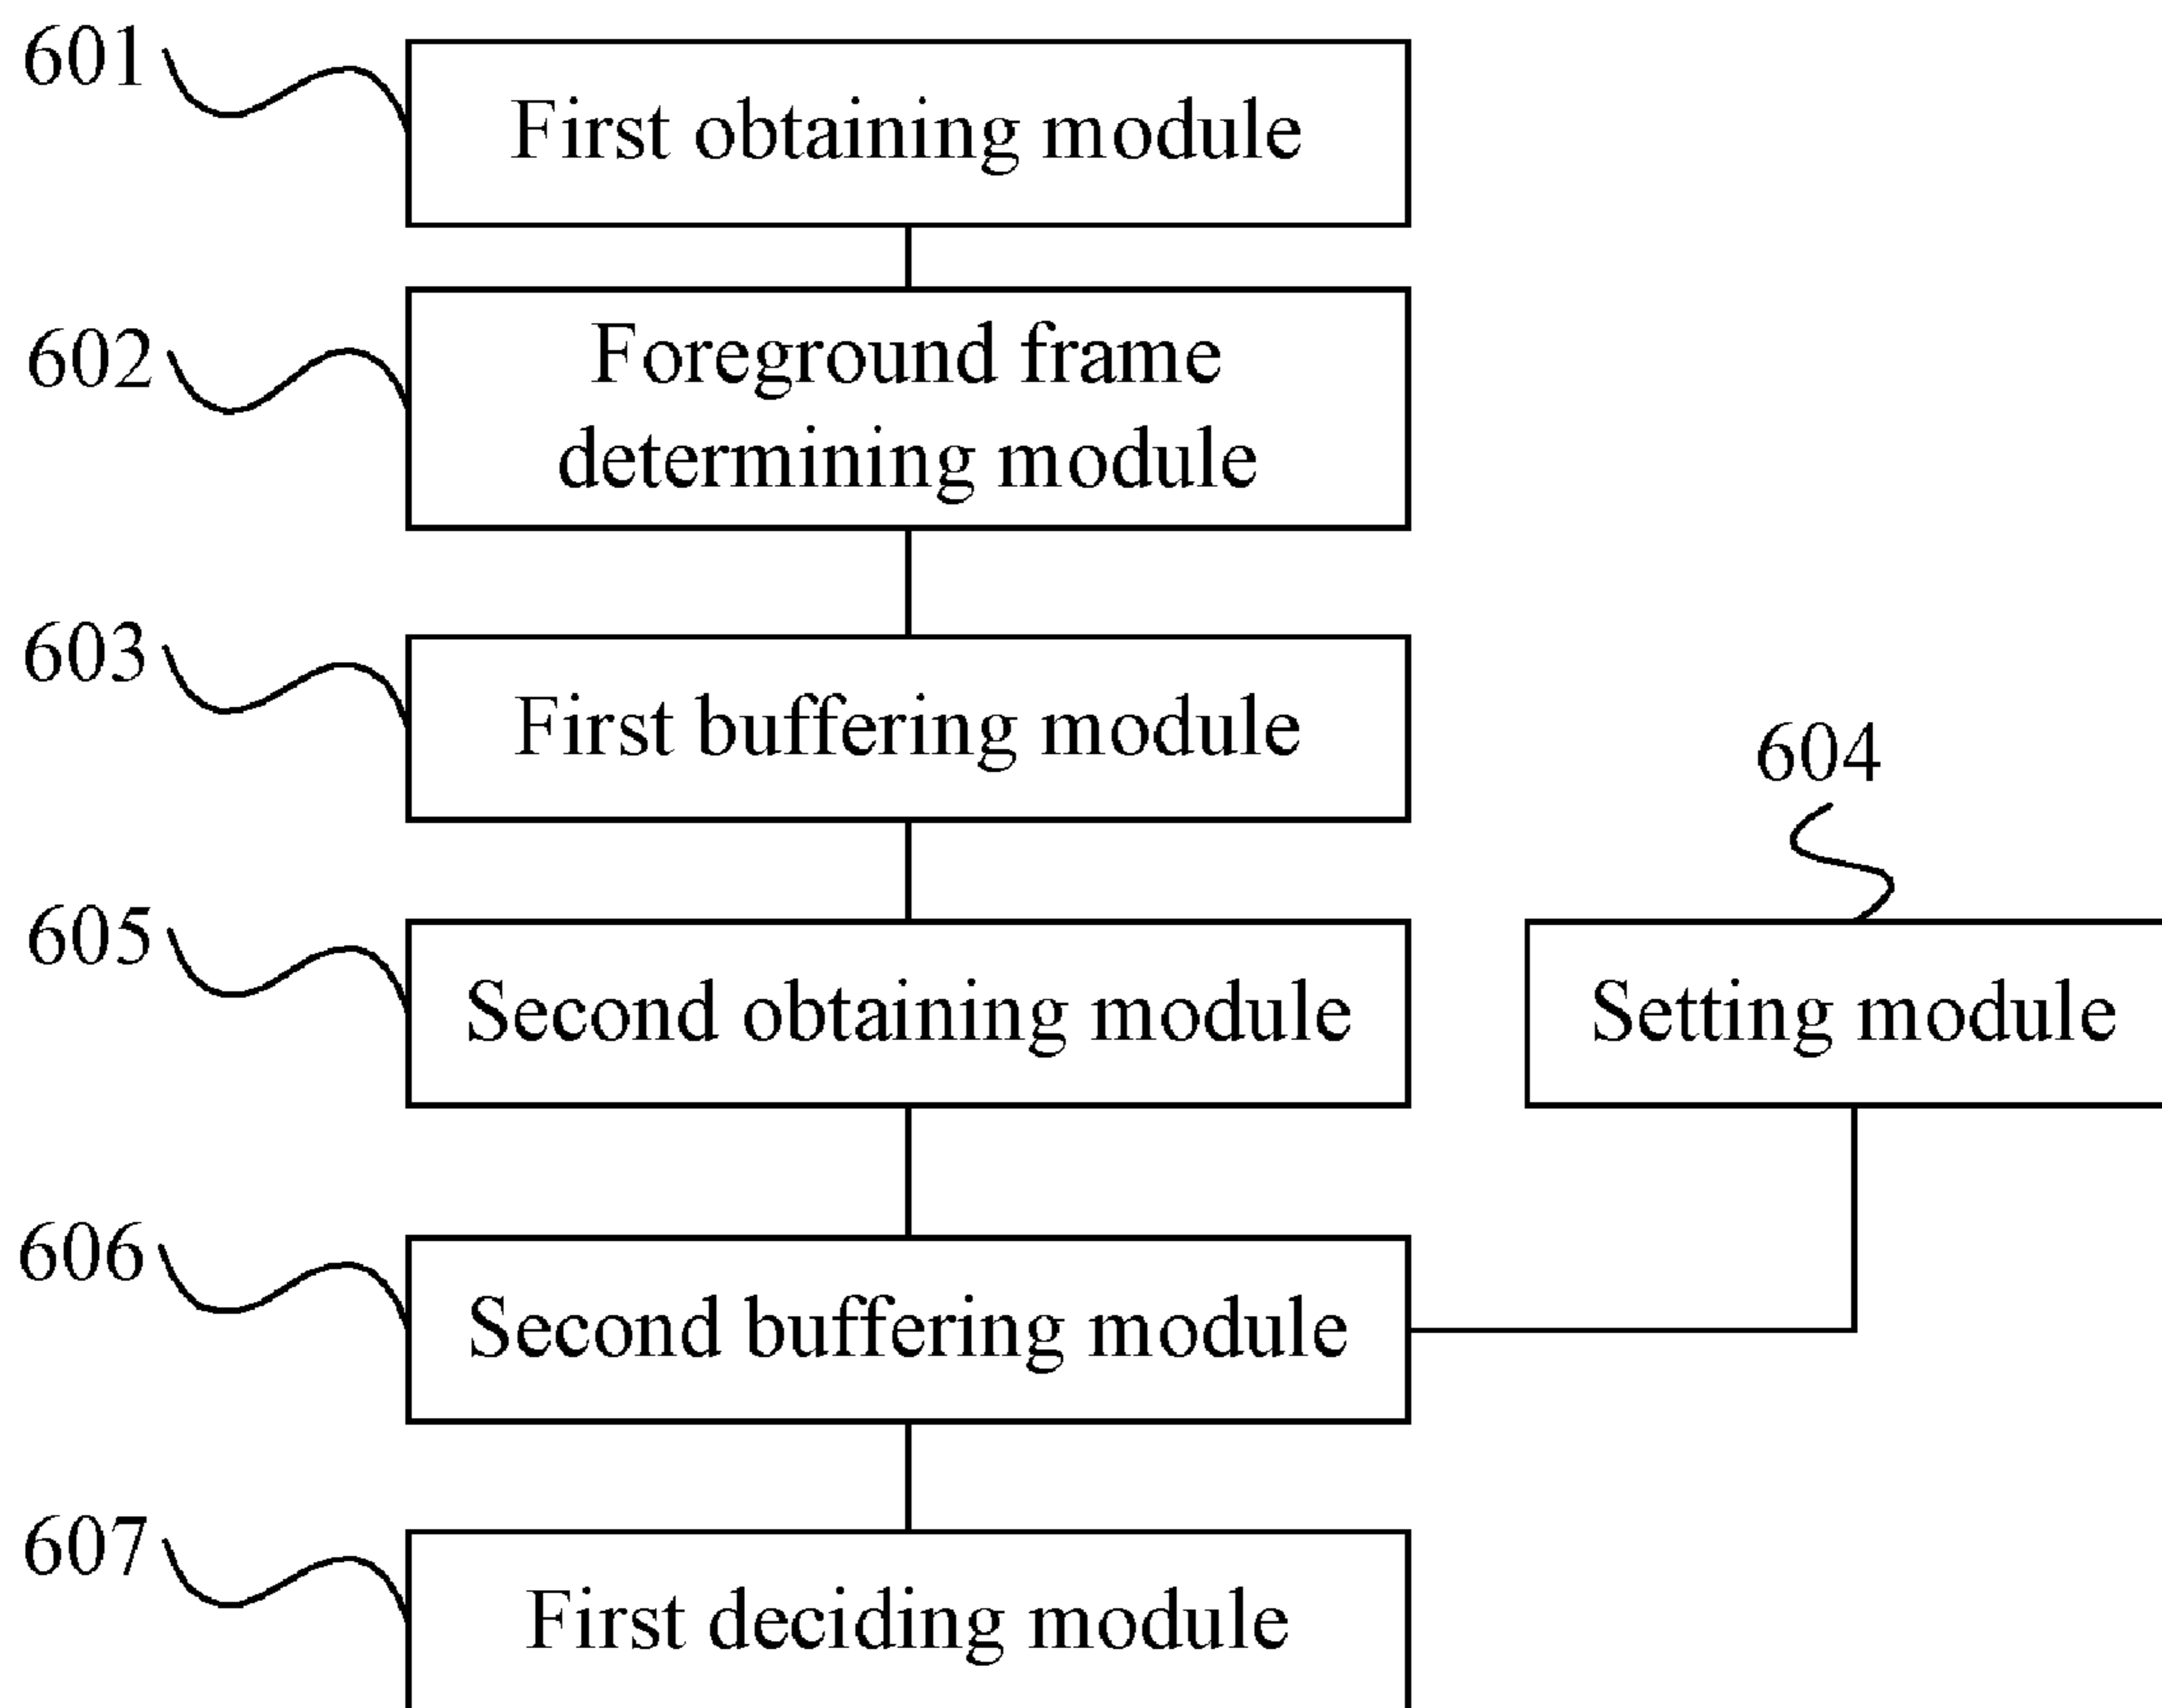 601
First obtaining module
602
Foreground frame
determining module
603
First buffering module
604
605
Second obtaining module
Setting module
606
Second buffering module
607
First deciding module